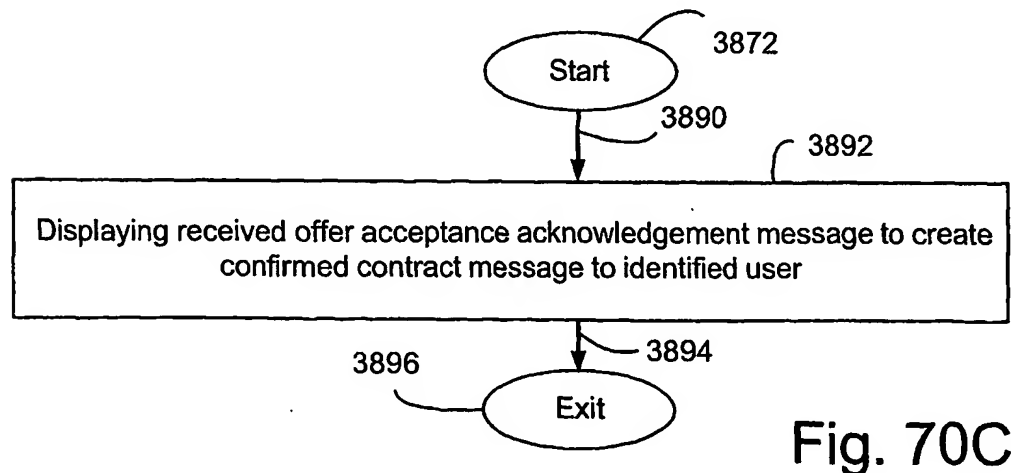 3872
Start
3890
3892
Displaying received offer acceptance acknowledgement message to create
confirmed contract message to identified user
3894
3896
Exit
Fig. 70C